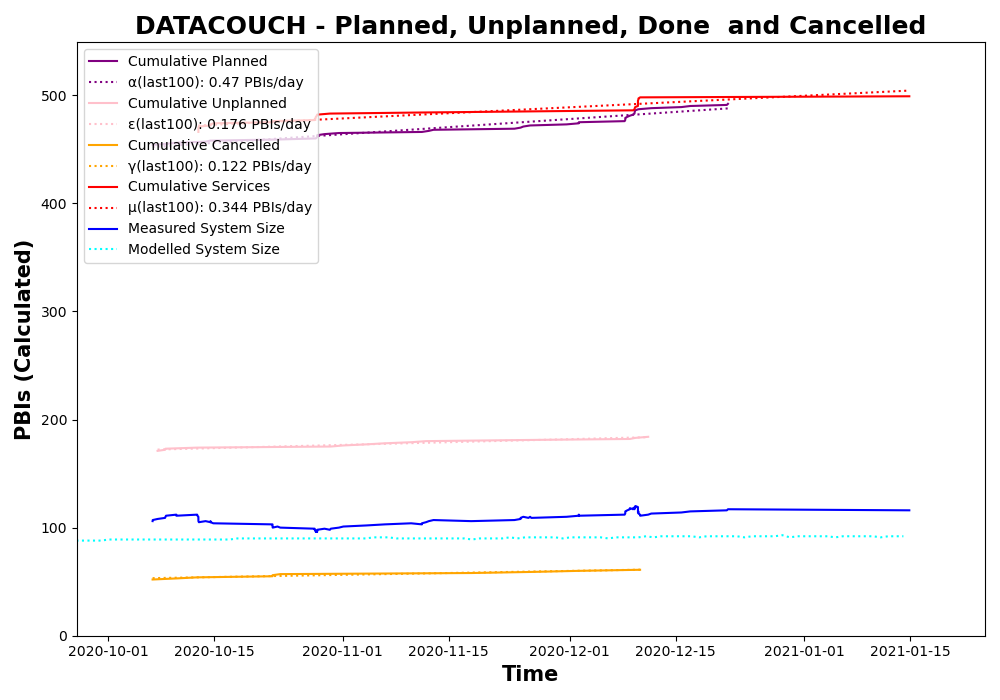 DATACOUCH - Planned, Unplanned, Done  and Cancelled
Cumulative Planned
α(last100): 0.47 PBIs/day
Cumulative Unplanned
ε(last100): 0.176 PBIs/day
Cumulative Cancelled
γ(last100): 0.122 PBIs/day
Cumulative Services
μ(last100): 0.344 PBIs/day
Measured System Size
Modelled System Size
PBIs (Calculated)
500
400
300
200
100
0
2020-10-01 2020-10-15 2020-11-01 2020-11-15 2020-12-01 2020-12-15 2021-01-01 2021-01-15
Time